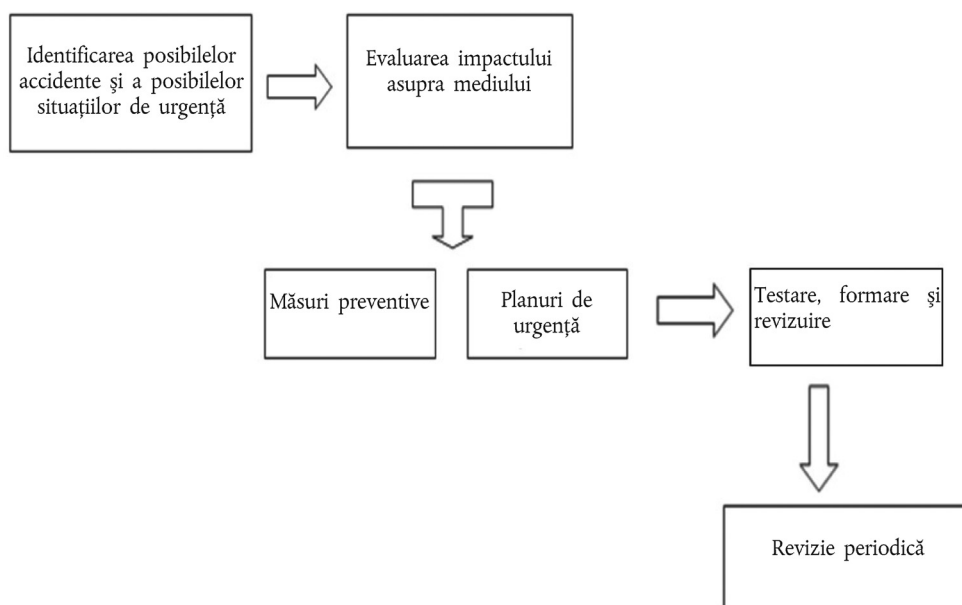 Identificarea posibilelor
accidente şi a posibilelor
situaţiilor de urgenţă
Evaluarea impactului
asupra mediului
Măsuri preventive
Planuri de
urgenţă
Testare, formare şi
revizuire
Revizie periodică